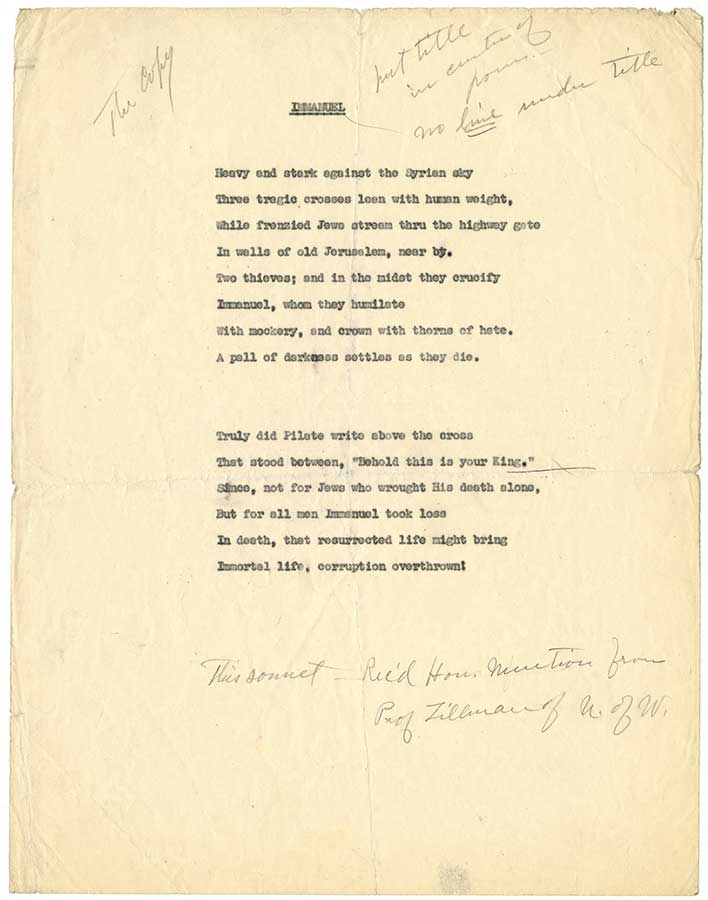 The Copy
put title
in center of
poem.
no line under title
IMMANUEL
Heavy and stark against the Syrian sky
Three tragic crosses lean with human weight,
While frenzied Jews stream thru the highway gate
In walls of old Jerusalem, near by.
Two thieves; and in the midst they crucify
Immanuel, whom they humilate
With mockery, and crown with thorns of hate.
A pall of darkness settles as they die.
Truly did Pilate write above the cross
That stood between, "Behold this is your King."
Since, not for Jews who wrought His death alone,
But for all men Immanuel took loss
In death, that resurrected life might bring
Immortal life, corruption overthrown!
This sonnet – Rec'd Hon. Mention from
Prof Zillman of U. of W.